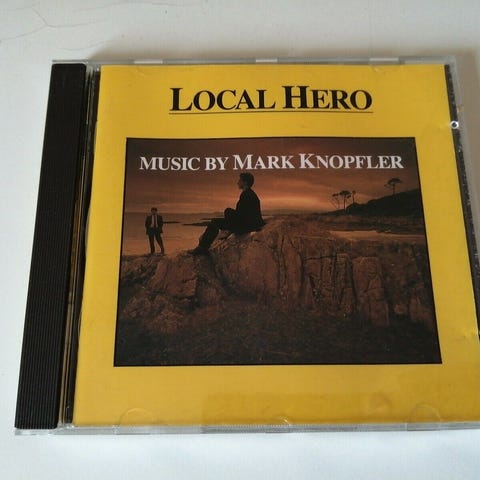 LOCAL HERO
MUSIC BY MARK KNOPFLER